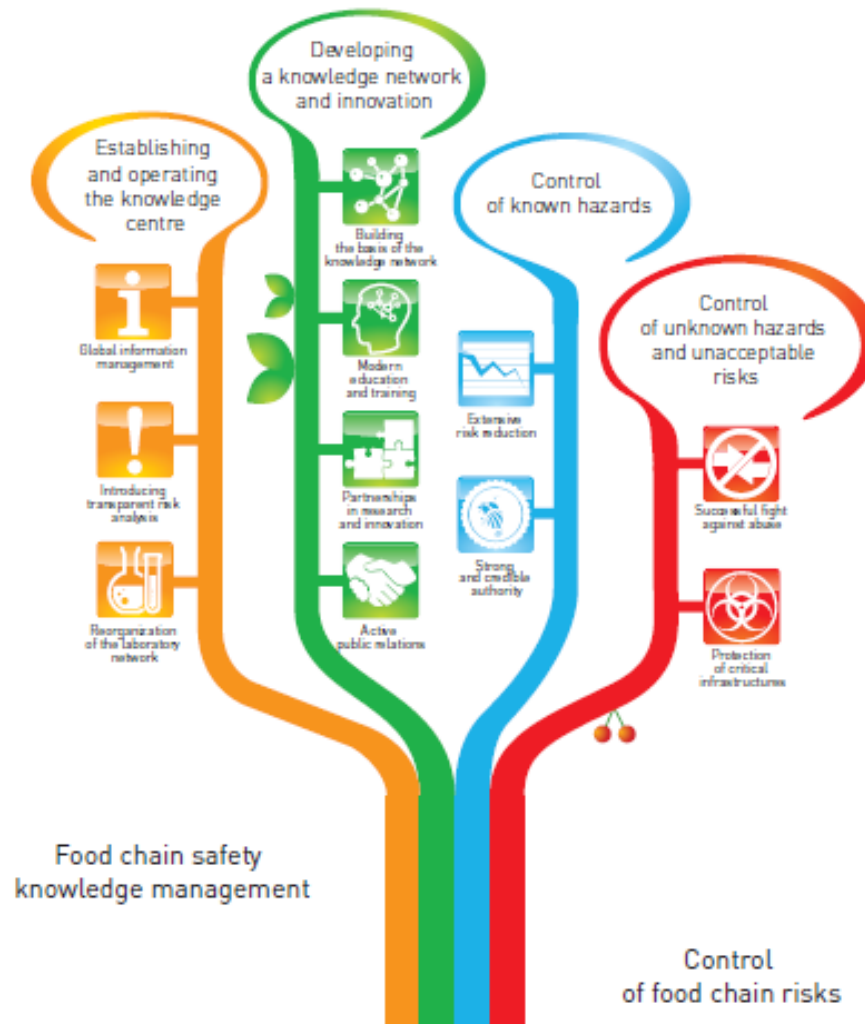 Developing
a knowledge network
and innovation
Establishing
and operating
the knowledge
centre
Control
of known hazards
Control
of unknown hazards
and unacceptable
risks
Global information
management
Introducing
transparent risk
analysis
Reorganization
of the laboratory
network
Building
the basis of the
knowledge network
Modern
education
and training
Partnerships
in research
and innovation
Active
public relations
Extensive
risk reduction
Strong
and credible
authority
Successful fight
against abuse
Protection
of critical
infrastructures
Food chain safety
knowledge management
Control
of food chain risks